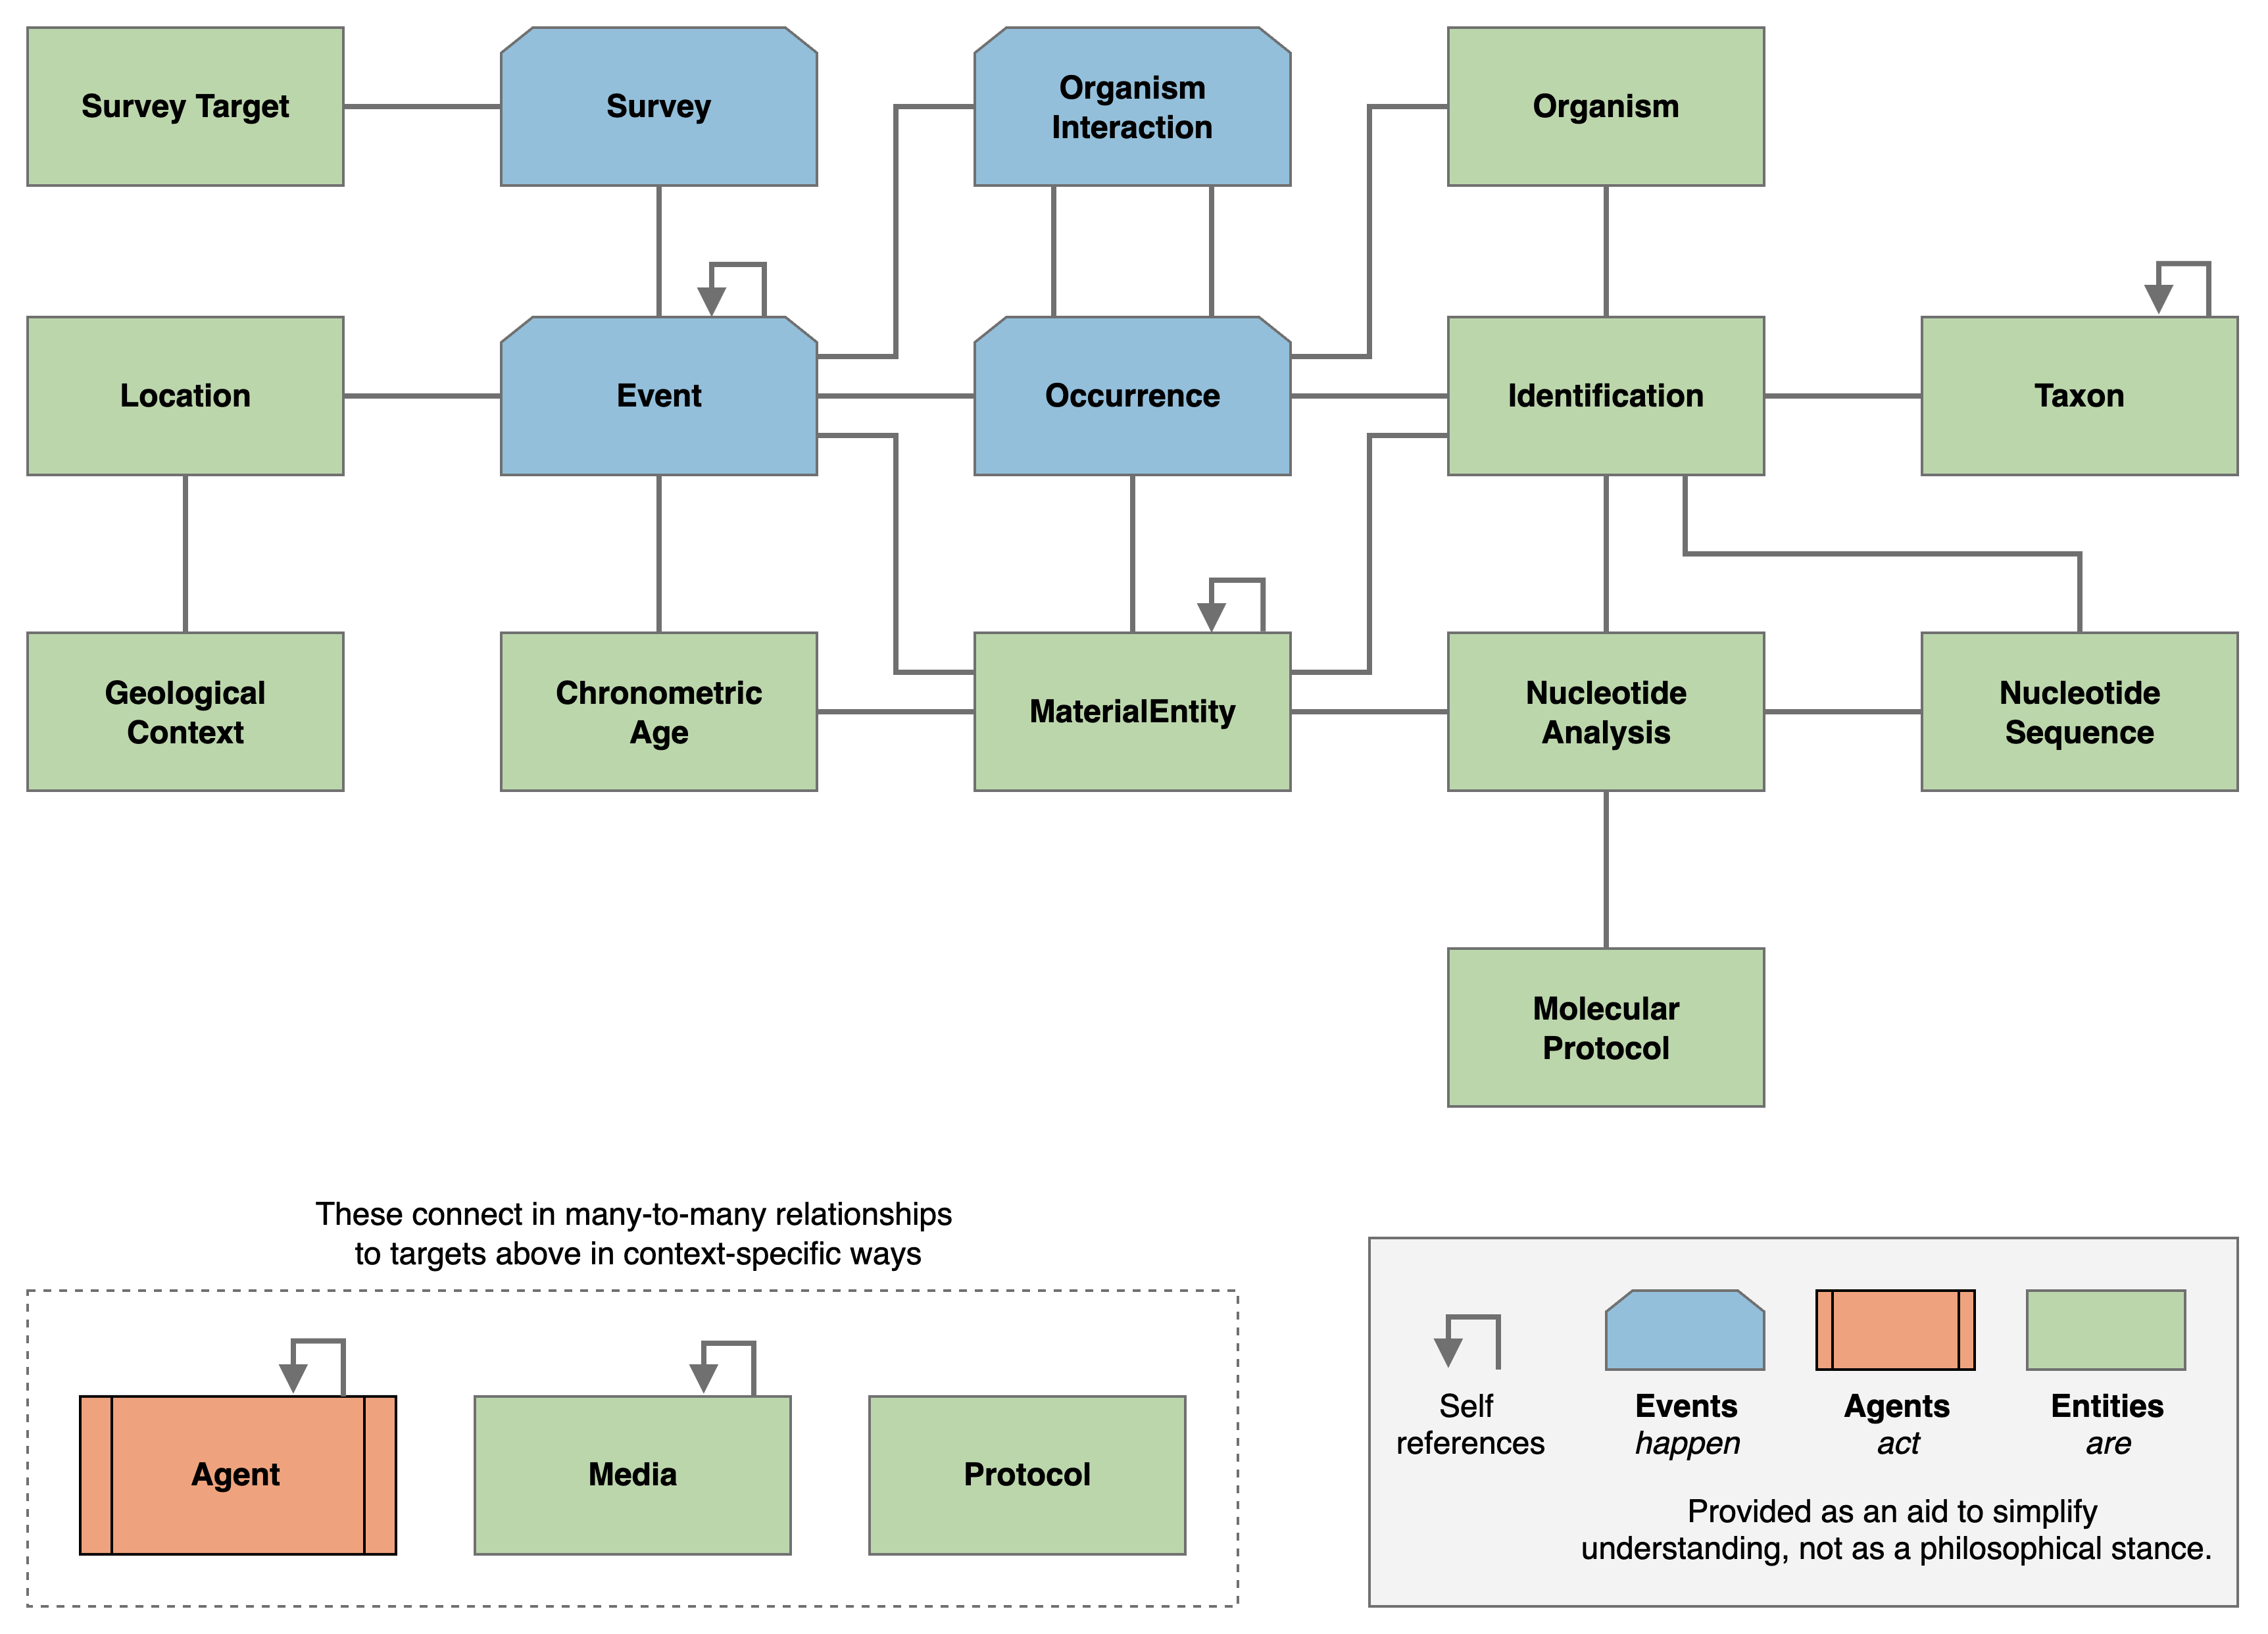 Survey Target
Survey
Organism
Interaction
Organism
Location
Event
Occurrence
Identification
Taxon
Geological
Context
Chronometric
Age
MaterialEntity
Nucleotide
Analysis
Nucleotide
Sequence
Molecular
Protocol
These connect in many-to-many relationships
to targets above in context-specific ways
Agent
Media
Protocol
Self
references
Events
happen
Agents
act
Entities
are
Provided as an aid to simplify
understanding, not as a philosophical stance.